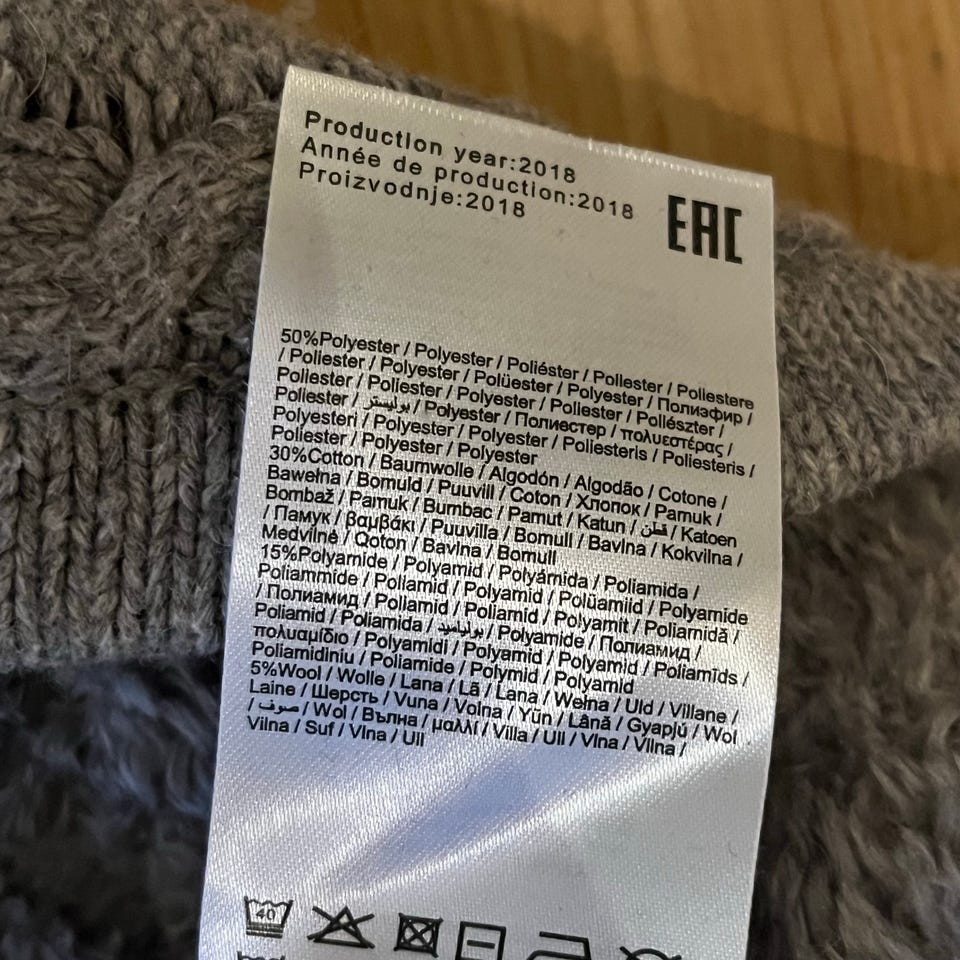 Production year:2018
Année de production:2018
Proizvodnje:2018
EAC
50%Polyester / Polyester / Poliéster / Poliester / Poliestere
/ Poliester / Polyester / Polüester / Polyester / Полиэфир /
Poliester / Poliester / Polyester / Poliester / Poliészter /
Poliester / بوليستر / Polyester / Полиестер / πολυεστέρας /
Polyesteri / Polyester / Polyester / Poliesteris / Poliesteris /
Poliester / Polyester / Polyester
30%Cotton / Baumwolle / Algodón / Algodão / Cotone /
Bawełna / Bomuld / Puuvill / Coton / Хлопок / Pamuk /
Bombaž / Pamuk / Bumbac / Pamut / Katun / قطن / Katoen
/ Памук / βαμβάκι / Puuvilla / Bomull / Bavlna / Kokvilna /
Medvilnė / Qoton / Bavlna / Bomull
15%Polyamide / Polyamid / Polyámida / Poliamida /
Poliammide / Poliamid / Polyamid / Polüamiid / Polyamide
/ Полиамид / Poliamid / Poliamid / Polyamit / Poliarnidă /
Poliamid / Poliamida / بولياميد / Polyamide / Полиамид /
πολυαμίδιο / Polyamidi / Polyamid / Polyamid / Poliamīds /
Poliamidiniu / Poliamide / Polymid / Polyamid
5%Wool / Wolle / Lana / Lã / Lana / Wełna / Uld / Villane /
Laine / Шерсть / Vuna / Volna / Yün / Lână / Gyapjú / Wol
/ صوف / Wol / Вълна / μαλλί / Villa / Ull / Vlna / Vilna /
Vilna / Suf / Vlna / Ull
40